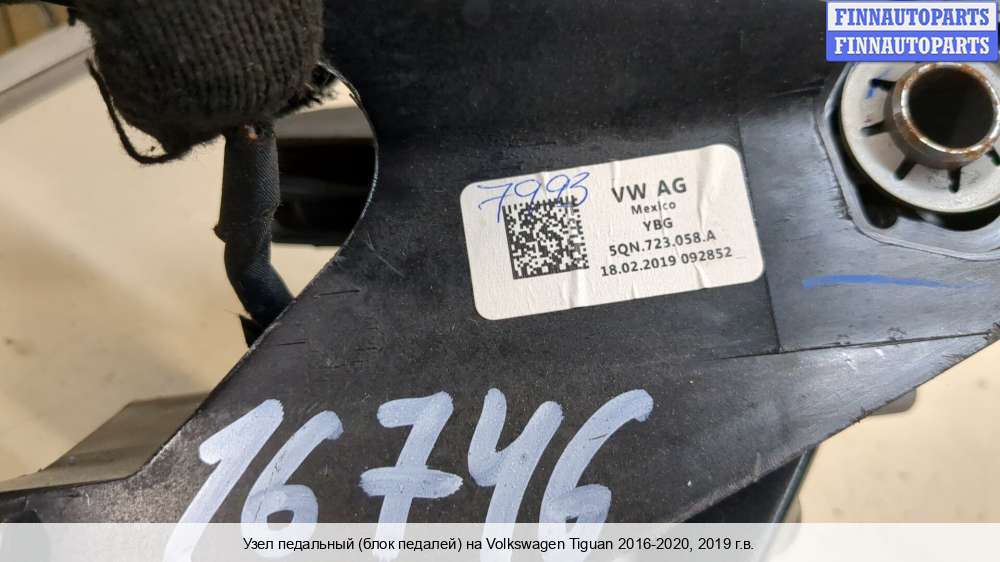 FINNAUTOPARTS
FINNAUTOPARTS
7993
VW AG
Mexico
YBG
5QN.723.058.A
18.02.2019 092852
16746
Узел педальный (блок педалей) на Volkswagen Tiguan 2016-2020, 2019 г.в.